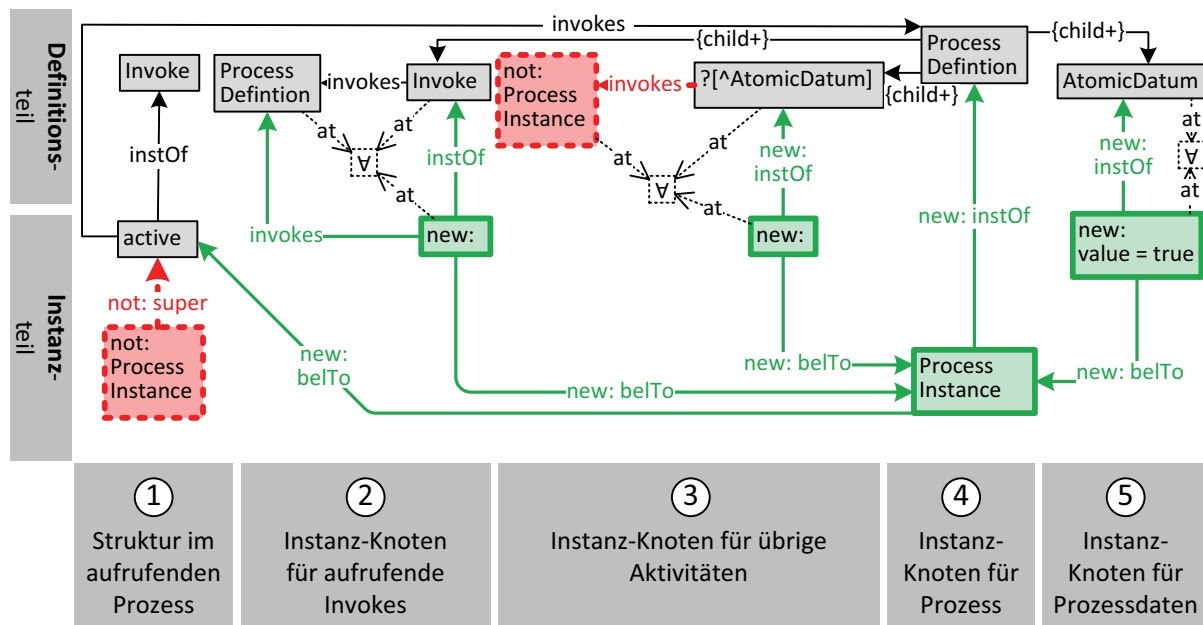 Definitions-
teil
Instanz-
teil
invokes
{child+}
{child+}
Invoke
Process
Defintion
invokes
Invoke
not:
Process
Instance
invokes
?[^AtomicDatum]
{child+}
Process
Defintion
AtomicDatum
instOf
at
at
∀
at
instOf
at
at
∀
at
new:
instOf
new: instOf
new:
instOf
at
∀
at
active
invokes
new:
new:
new:
value = true
not: super
not:
Process
Instance
new:
belTo
new: belTo
new: belTo
Process
Instance
new: belTo
1
Struktur im
aufrufenden
Prozess
2
Instanz-Knoten
für aufrufende
Invokes
3
Instanz-Knoten für übrige
Aktivitäten
4
Instanz-
Knoten für
Prozess
5
Instanz-
Knoten für
Prozessdaten